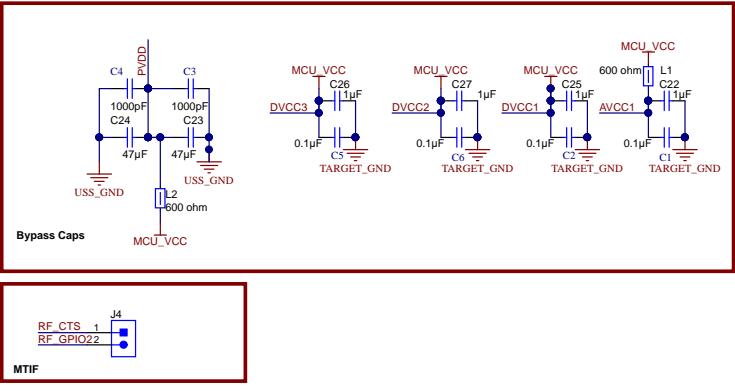 PVDD
C4
C3
1000pF
1000pF
C24
C23
47µF
47µF
USS_GND
USS_GND
L2
600 ohm
MCU_VCC
Bypass Caps
MCU_VCC
C26
1µF
DVCC3
0.1µF
C5
TARGET_GND
MCU_VCC
C27
1µF
DVCC2
0.1µF
C6
TARGET_GND
MCU_VCC
C25
1µF
DVCC1
0.1µF
C2
TARGET_GND
MCU_VCC
600 ohm
L1
C22
1µF
AVCC1
0.1µF
C1
TARGET_GND
J4
RF_CTS 1
RF_GPIO2 2
MTIF